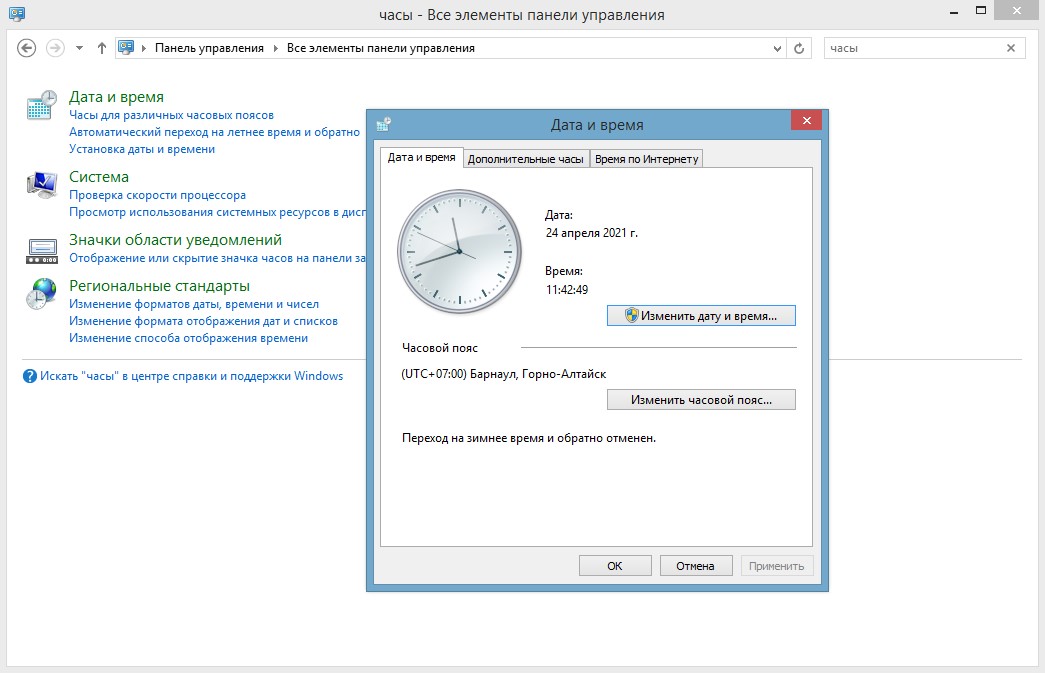 часы - Все элементы панели управления
Панель управления
Все элементы панели управления
часы
Дата и время
Часы для различных часовых поясов
Автоматический переход на летнее время и обратно
Установка даты и времени
Система
Проверка скорости процессора
Просмотр использования системных ресурсов в дисп
Значки области уведомлений
Отображение или скрытие значка часов на панели за
Региональные стандарты
Изменение форматов даты, времени и чисел
Изменение формата отображения дат и списков
Изменение способа отображения времени
Искать "часы" в центре справки и поддержки Windows
Дата и время
Дата и время
Дополнительные часы
Время по Интернету
Дата:
24 апреля 2021 г.
Время:
11:42:49
Изменить дату и время...
Часовой пояс
(UTC+07:00) Барнаул, Горно-Алтайск
Изменить часовой пояс...
Переход на зимнее время и обратно отменен.
ОК
Отмена
Применить